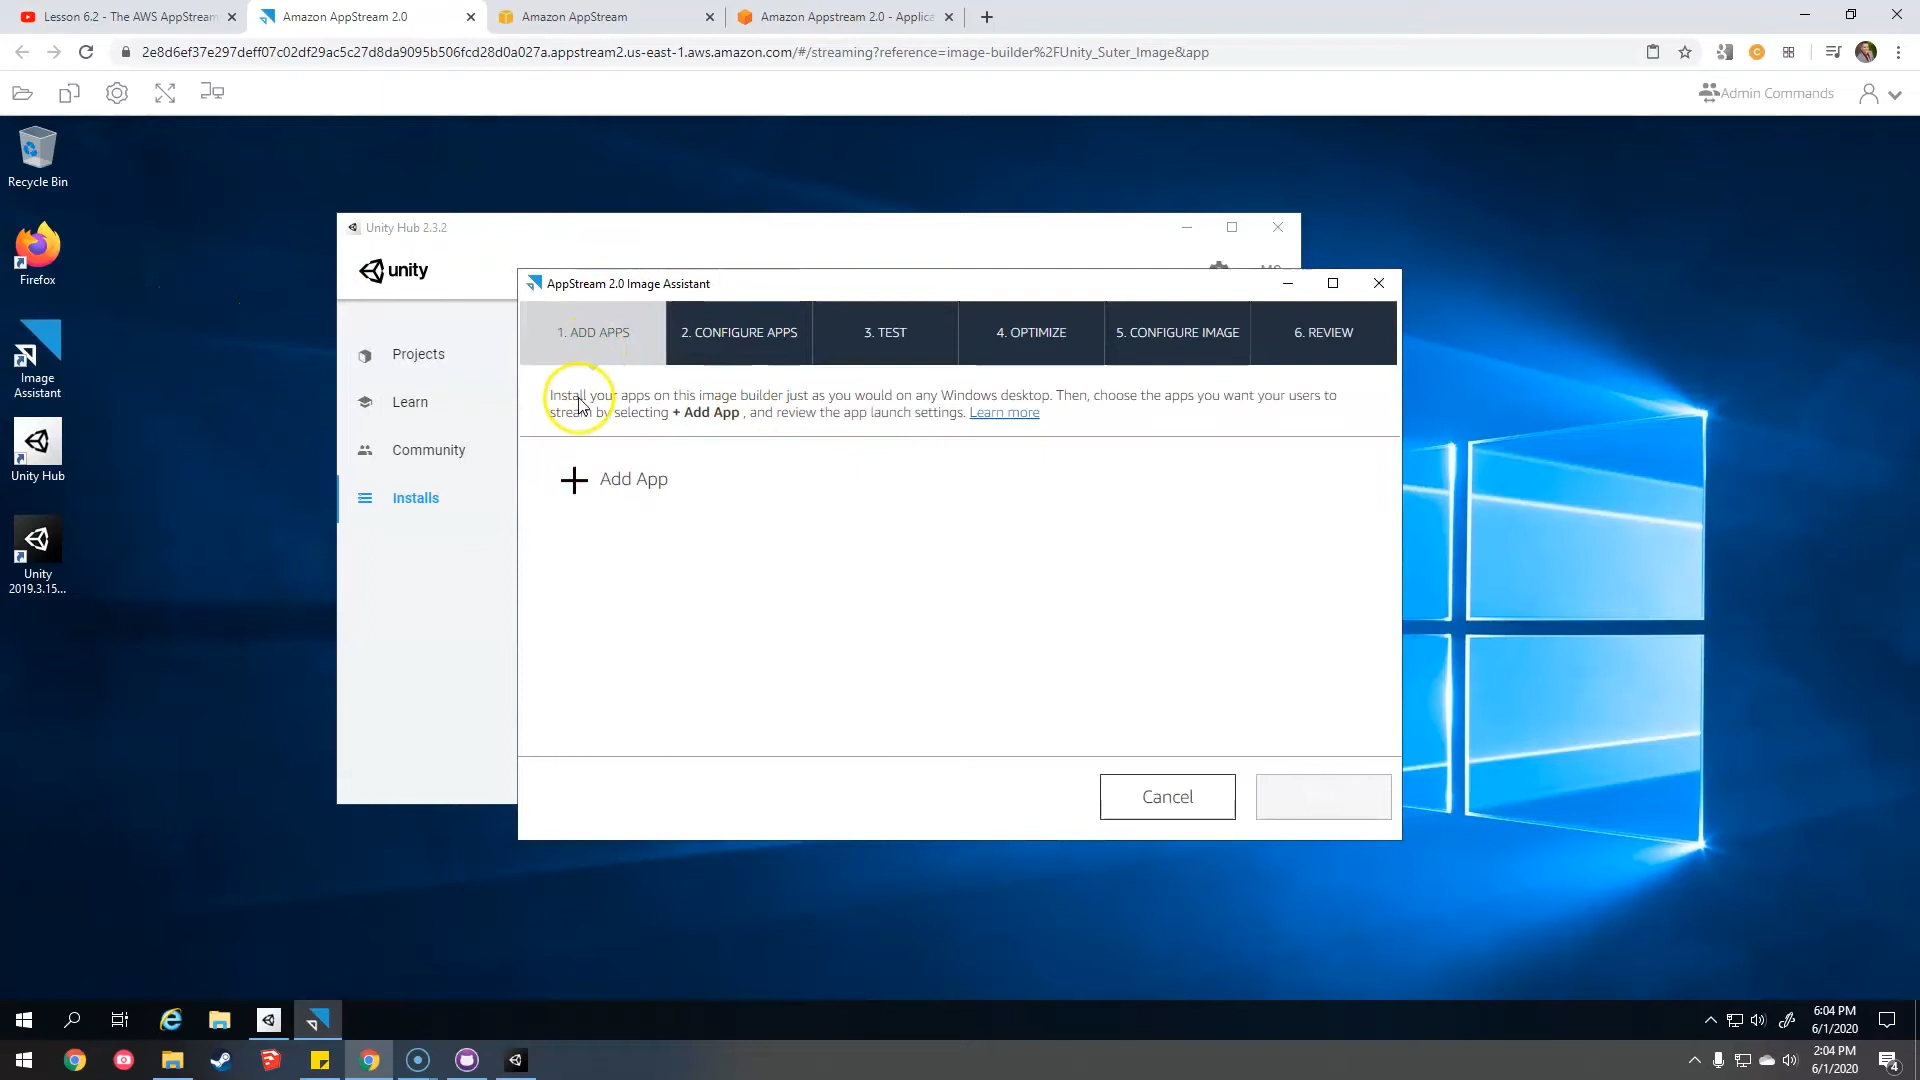 Lesson 6.2 - The AWS AppStream
Amazon AppStream 2.0
Amazon AppStream
Amazon Appstream 2.0 - Applica
2e8d6ef37e297deff07c02df29ac5c27d8da9095b506fcd28d0a027a.appstream2.us-east-1.aws.amazon.com/#/streaming?reference=image-builder%2FUnity_Suter_Image&app
Admin Commands
Recycle Bin
Firefox
Image
Assistant
Unity Hub
Unity
2019.3.15...
Unity Hub 2.3.2
unity
Projects
Learn
Community
Installs
AppStream 2.0 Image Assistant
1. ADD APPS
2. CONFIGURE APPS
3. TEST
4. OPTIMIZE
5. CONFIGURE IMAGE
6. REVIEW
Install your apps on this image builder just as you would on any Windows desktop. Then, choose the apps you want your users to
stream by selecting + Add App , and review the app launch settings. Learn more
Add App
Cancel
6:04 PM
6/1/2020
2:04 PM
6/1/2020
4